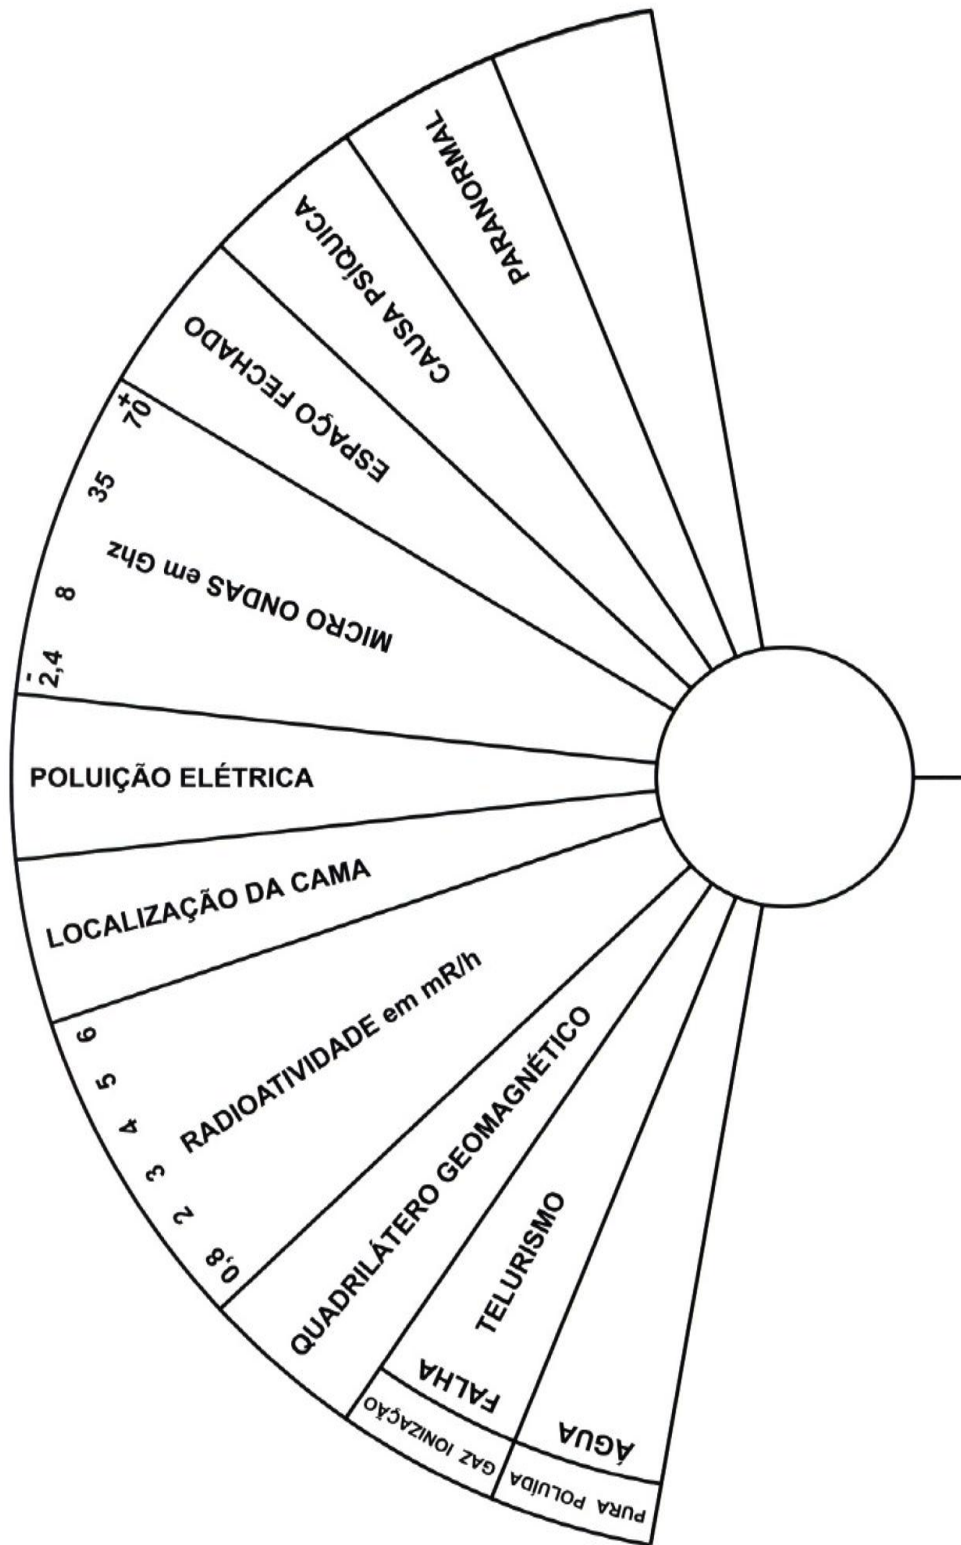 PARANORMAL
CAUSA PSÍQUICA
ESPAÇO FECHADO
+
70
35
8
-
2,4
MICRO ONDAS em Ghz
POLUIÇÃO ELÉTRICA
LOCALIZAÇÃO DA CAMA
6
5
4
3
2
0,8
RADIOATIVIDADE em mR/h
QUADRILÁTERO GEOMAGNÉTICO
TELURISMO
FALHA
GAZ IONIZAÇÃO
ÁGUA
PURA POLUÍDA